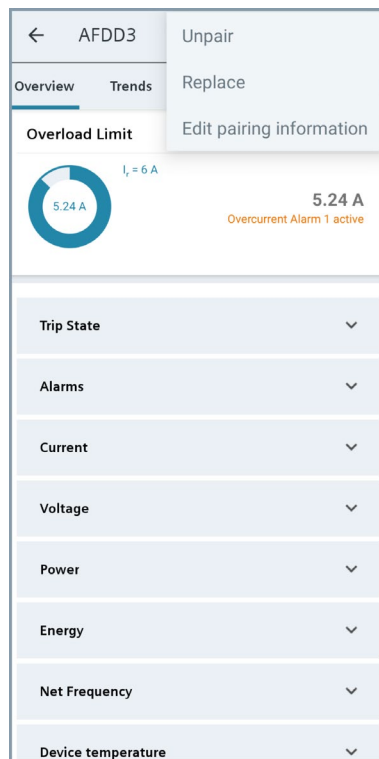 AFDD3
Unpair
Replace
Edit pairing information
Overview Trends
Overload Limit
Ir = 6 A
5.24 A
5.24 A
Overcurrent Alarm 1 active
Trip State
Alarms
Current
Voltage
Power
Energy
Net Frequency
Device temperature